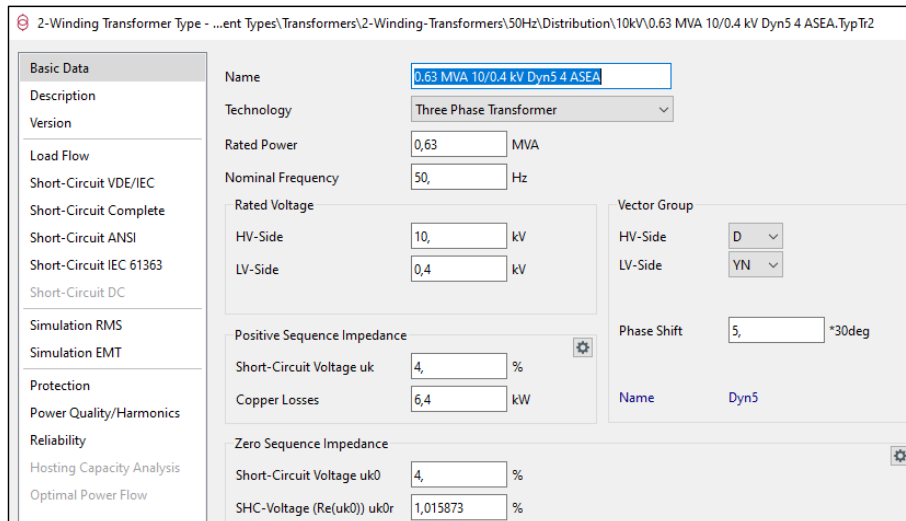 2-Winding Transformer Type - ...ent Types\Transformers\2-Winding-Transformers\50Hz\Distribution\10kV\0.63 MVA 10/0.4 kV Dyn5 4 ASEA.TypTr2
Basic Data
Description
Version
Load Flow
Short-Circuit VDE/IEC
Short-Circuit Complete
Short-Circuit ANSI
Short-Circuit IEC 61363
Short-Circuit DC
Simulation RMS
Simulation EMT
Protection
Power Quality/Harmonics
Reliability
Hosting Capacity Analysis
Optimal Power Flow
Name 0.63 MVA 10/0.4 kV Dyn5 4 ASEA
Technology Three Phase Transformer
Rated Power 0,63 MVA
Nominal Frequency 50, Hz
Rated Voltage
HV-Side 10, kV
LV-Side 0,4 kV
Vector Group
HV-Side D
LV-Side YN
Phase Shift 5, *30deg
Name Dyn5
Positive Sequence Impedance
Short-Circuit Voltage uk 4, %
Copper Losses 6,4 kW
Zero Sequence Impedance
Short-Circuit Voltage uk0 4, %
SHC-Voltage (Re(uk0)) uk0r 1,015873 %